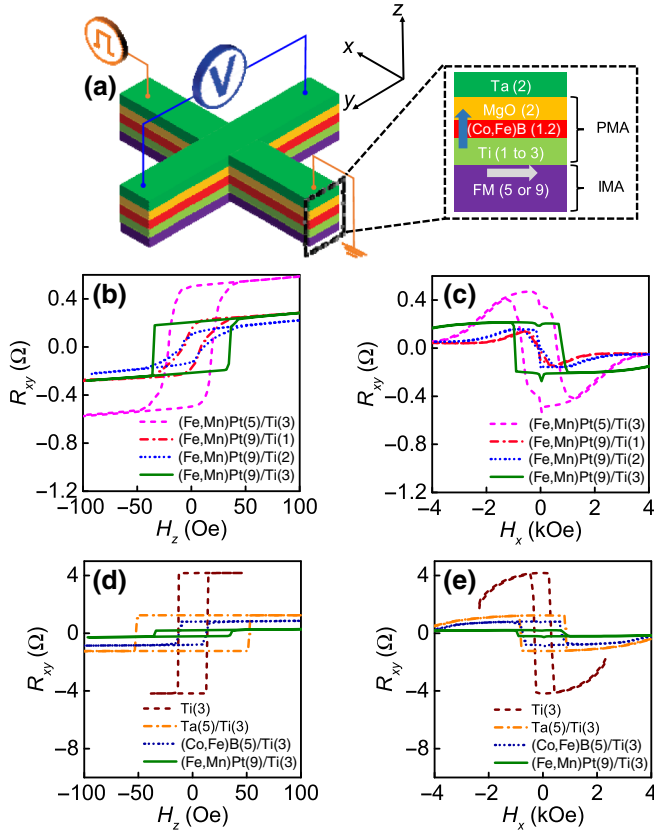 (a)
V
x
y
z
Ta (2)
MgO (2)
(Co,Fe)B (1.2)
Ti (1 to 3)
FM (5 or 9)
PMA
IMA
(b)
R_xy (Ω)
0.4
0.0
−0.4
−0.8
−1.2
(Fe,Mn)Pt(5)/Ti(3)
(Fe,Mn)Pt(9)/Ti(1)
(Fe,Mn)Pt(9)/Ti(2)
(Fe,Mn)Pt(9)/Ti(3)
−100 −50 0 50 100
H_z (Oe)
(c)
0.4
0.0
−0.4
−0.8
−1.2
(Fe,Mn)Pt(5)/Ti(3)
(Fe,Mn)Pt(9)/Ti(1)
(Fe,Mn)Pt(9)/Ti(2)
(Fe,Mn)Pt(9)/Ti(3)
−4 −2 0 2 4
H_x (kOe)
R_xy (Ω)
(d)
R_xy (Ω)
4
0
−4
−8
Ti(3)
Ta(5)/Ti(3)
(Co,Fe)B(5)/Ti(3)
(Fe,Mn)Pt(9)/Ti(3)
−100 −50 0 50 100
H_z (Oe)
(e)
R_xy (Ω)
4
0
−4
−8
Ti(3)
Ta(5)/Ti(3)
(Co,Fe)B(5)/Ti(3)
(Fe,Mn)Pt(9)/Ti(3)
−4 −2 0 2 4
H_x (kOe)